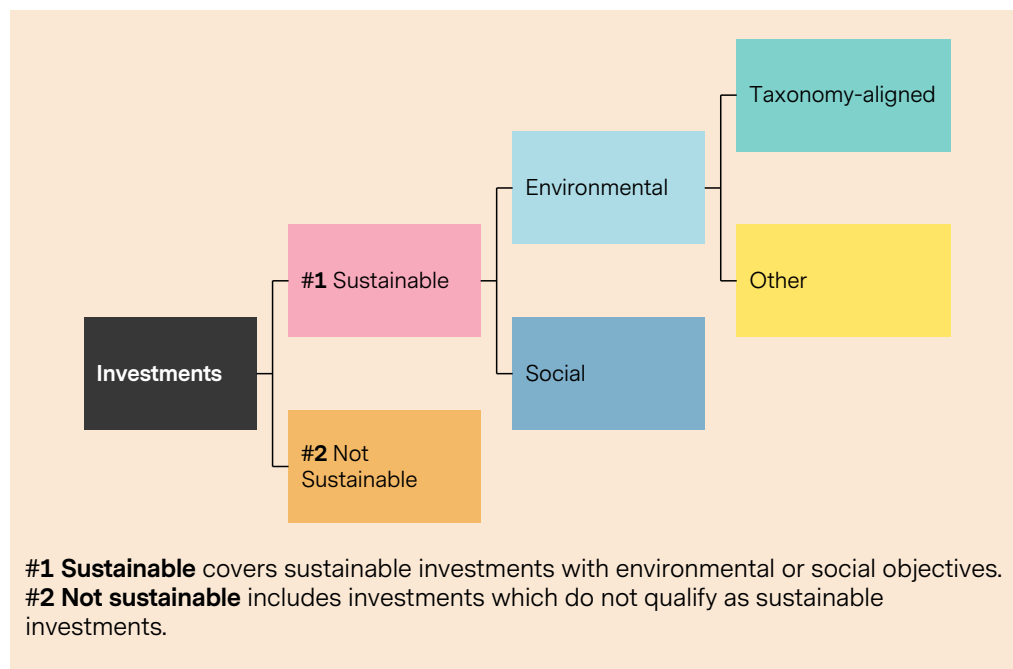 Taxonomy-aligned
Environmental
#1 Sustainable
Other
Investments
Social
#2 Not
Sustainable
#1 Sustainable covers sustainable investments with environmental or social objectives.
#2 Not sustainable includes investments which do not qualify as sustainable
investments.